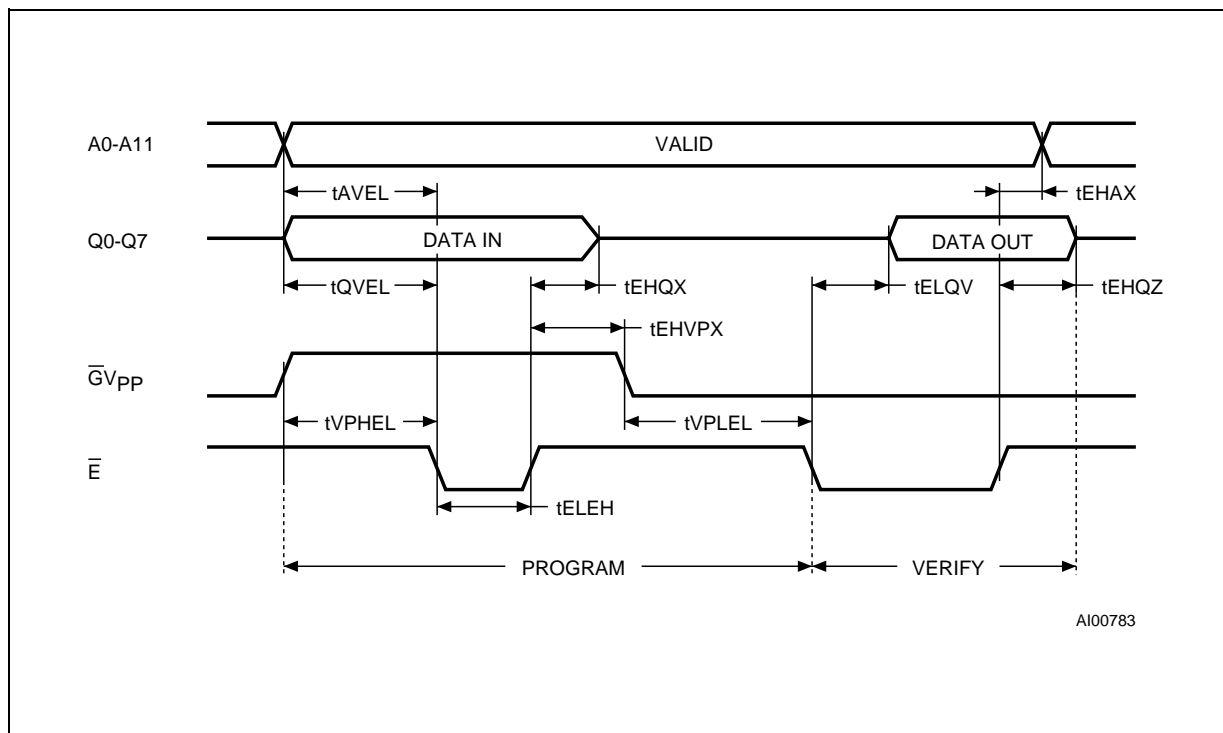 A0-A11
VALID
tAVEL
tEHAX
Q0-Q7
DATA IN
DATA OUT
tQVEL
tEHQX
tELQV
tEHQZ
tEHVPX
G̅VPP
tVPHEL
tVPLEL
E̅
tELEH
PROGRAM
VERIFY
AI00783